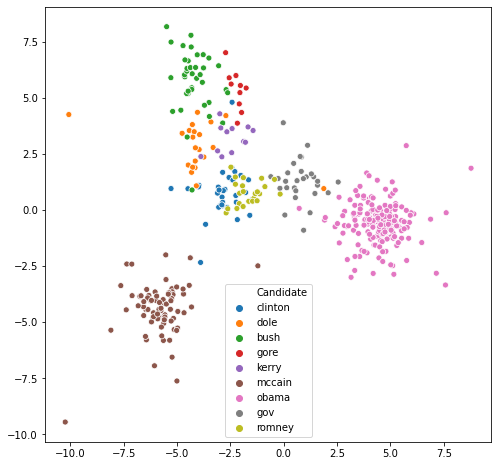 7.5
5.0
2.5
0.0
−2.5
−5.0
−7.5
−10.0
Candidate
clinton
dole
bush
gore
kerry
mccain
obama
gov
romney
−10.0 −7.5 −5.0 −2.5 0.0 2.5 5.0 7.5